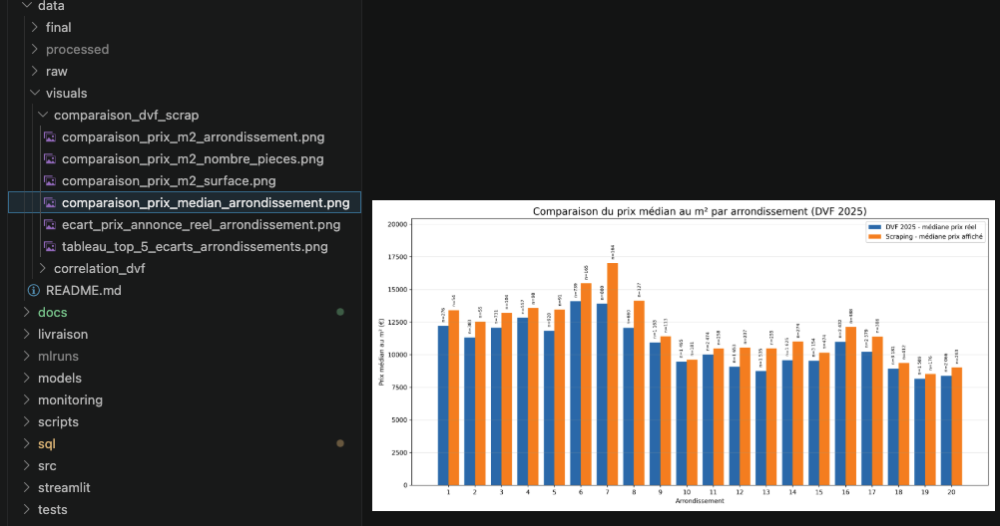 data
final
processed
raw
visuals
comparaison_dvf_scrap
comparaison_prix_m2_arrondissement.png
comparaison_prix_m2_nombre_pieces.png
comparaison_prix_m2_surface.png
comparaison_prix_median_arrondissement.png
ecart_prix_annonce_reel_arrondissement.png
tableau_top_5_ecarts_arrondissements.png
correlation_dvf
README.md
docs
livraison
mlruns
models
monitoring
scripts
sql
src
streamlit
tests
Comparaison du prix médian au m² par arrondissement (DVF 2025)
DVF 2025 - médiane prix réel
Scraping - médiane prix affiché
Prix médian au m² (€)
20000
17500
15000
12500
10000
7500
5000
2500
0
1 2 3 4 5 6 7 8 9 10 11 12 13 14 15 16 17 18 19 20
Arrondissement